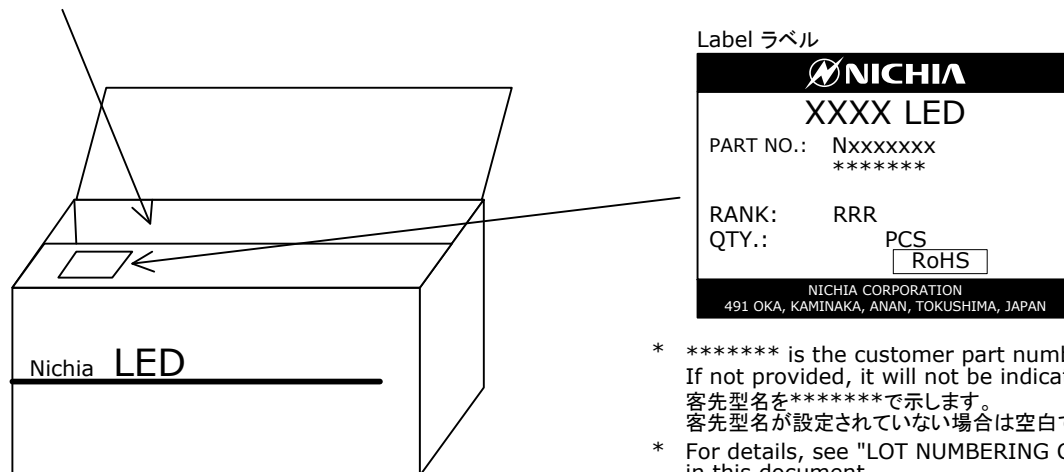 Label ラベル
NICHIA
XXXX LED
PART NO.: Nxxxxxxx
*******
RANK: RRR
QTY.: PCS
RoHS
NICHIA CORPORATION
491 OKA, KAMINAKA, ANAN, TOKUSHIMA, JAPAN
Nichia LED
* ******* is the customer part
If not provided, it will not be
客先型名を*******で示します。
客先型名が設定されていない場合は空白
* For details, see "LOT NUMBERING
in this document.